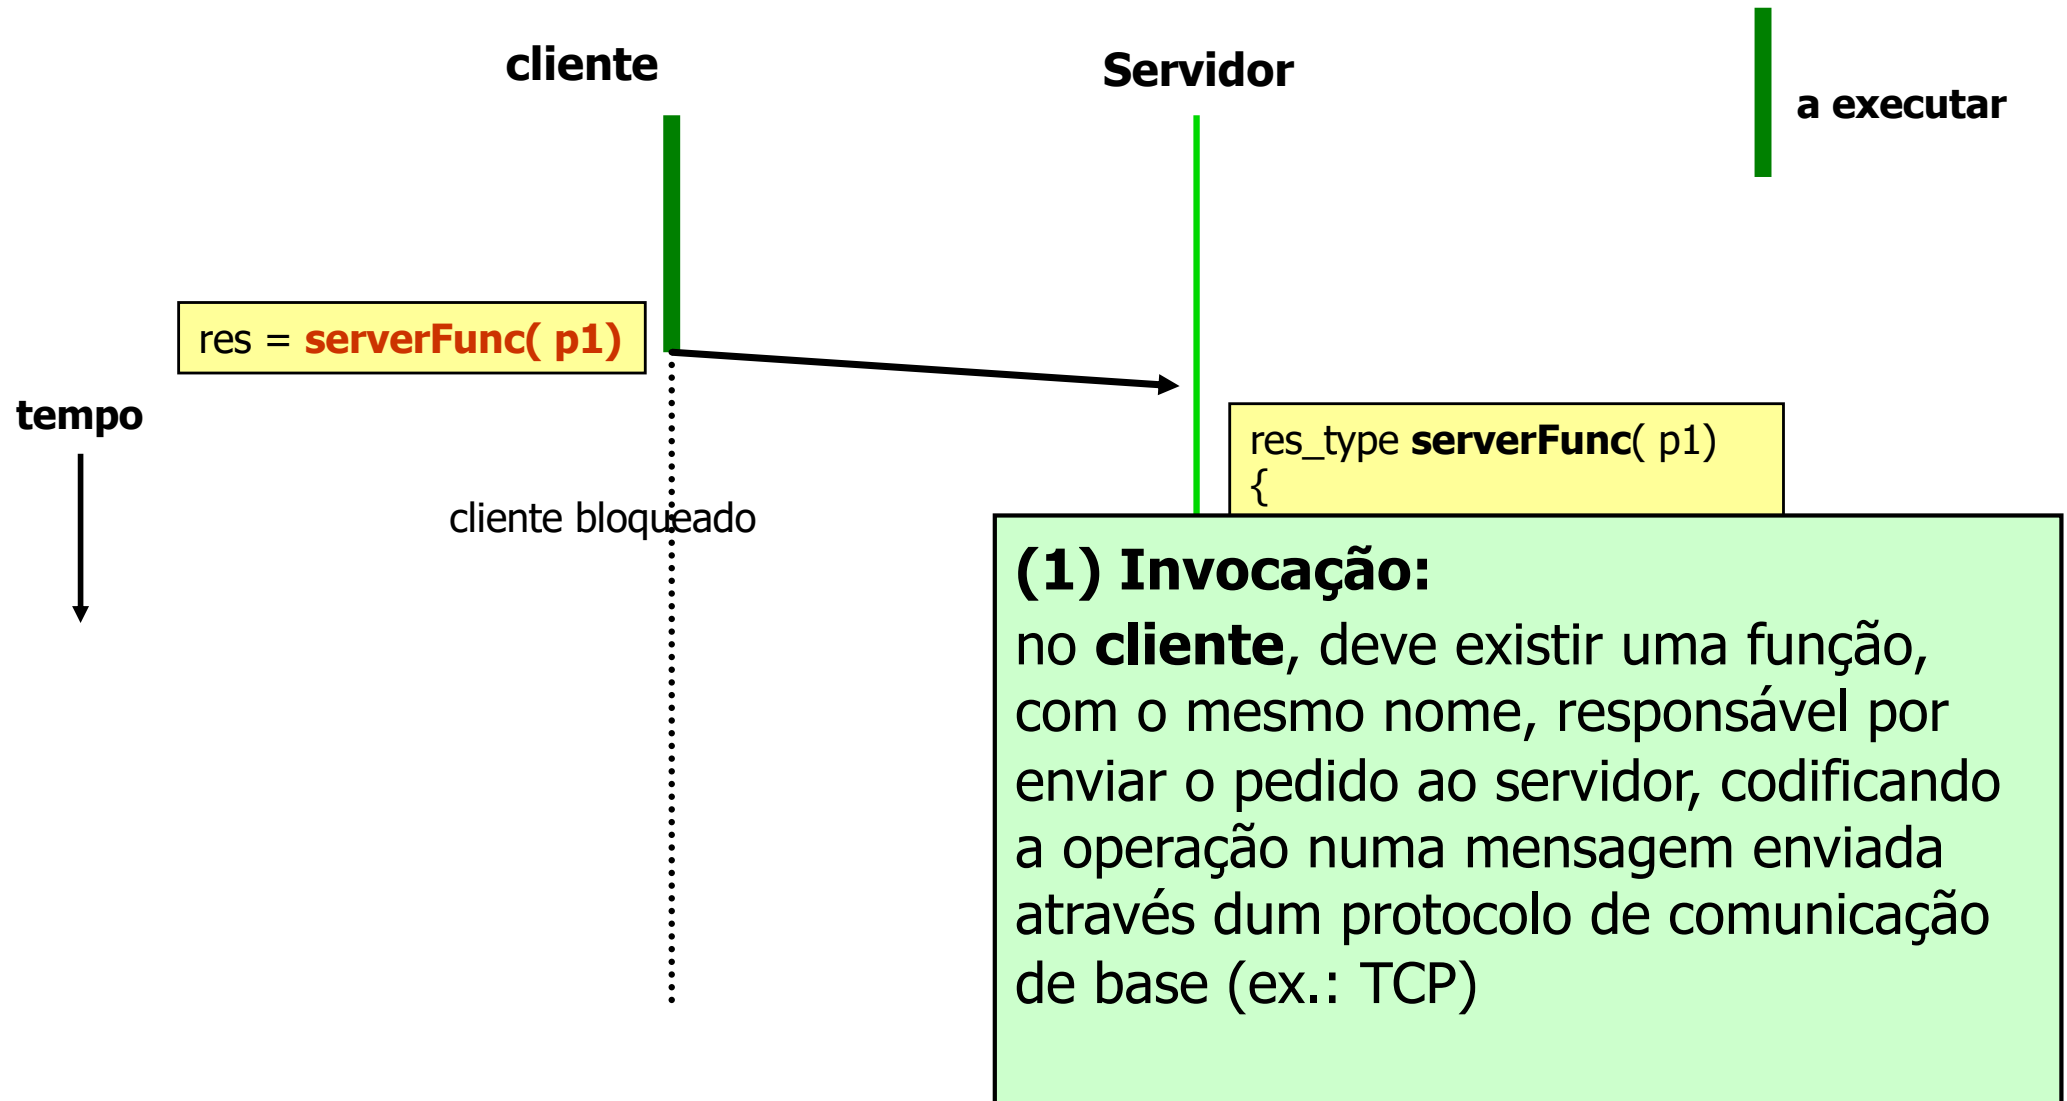 cliente
Servidor
a executar
res = serverFunc( p1)
tempo
res_type serverFunc( p1)
{
cliente bloqueado
(1) Invocação:
no cliente, deve existir uma função,
com o mesmo nome, responsável por
enviar o pedido ao servidor, codificando
a operação numa mensagem enviada
através dum protocolo de comunicação
de base (ex.: TCP)